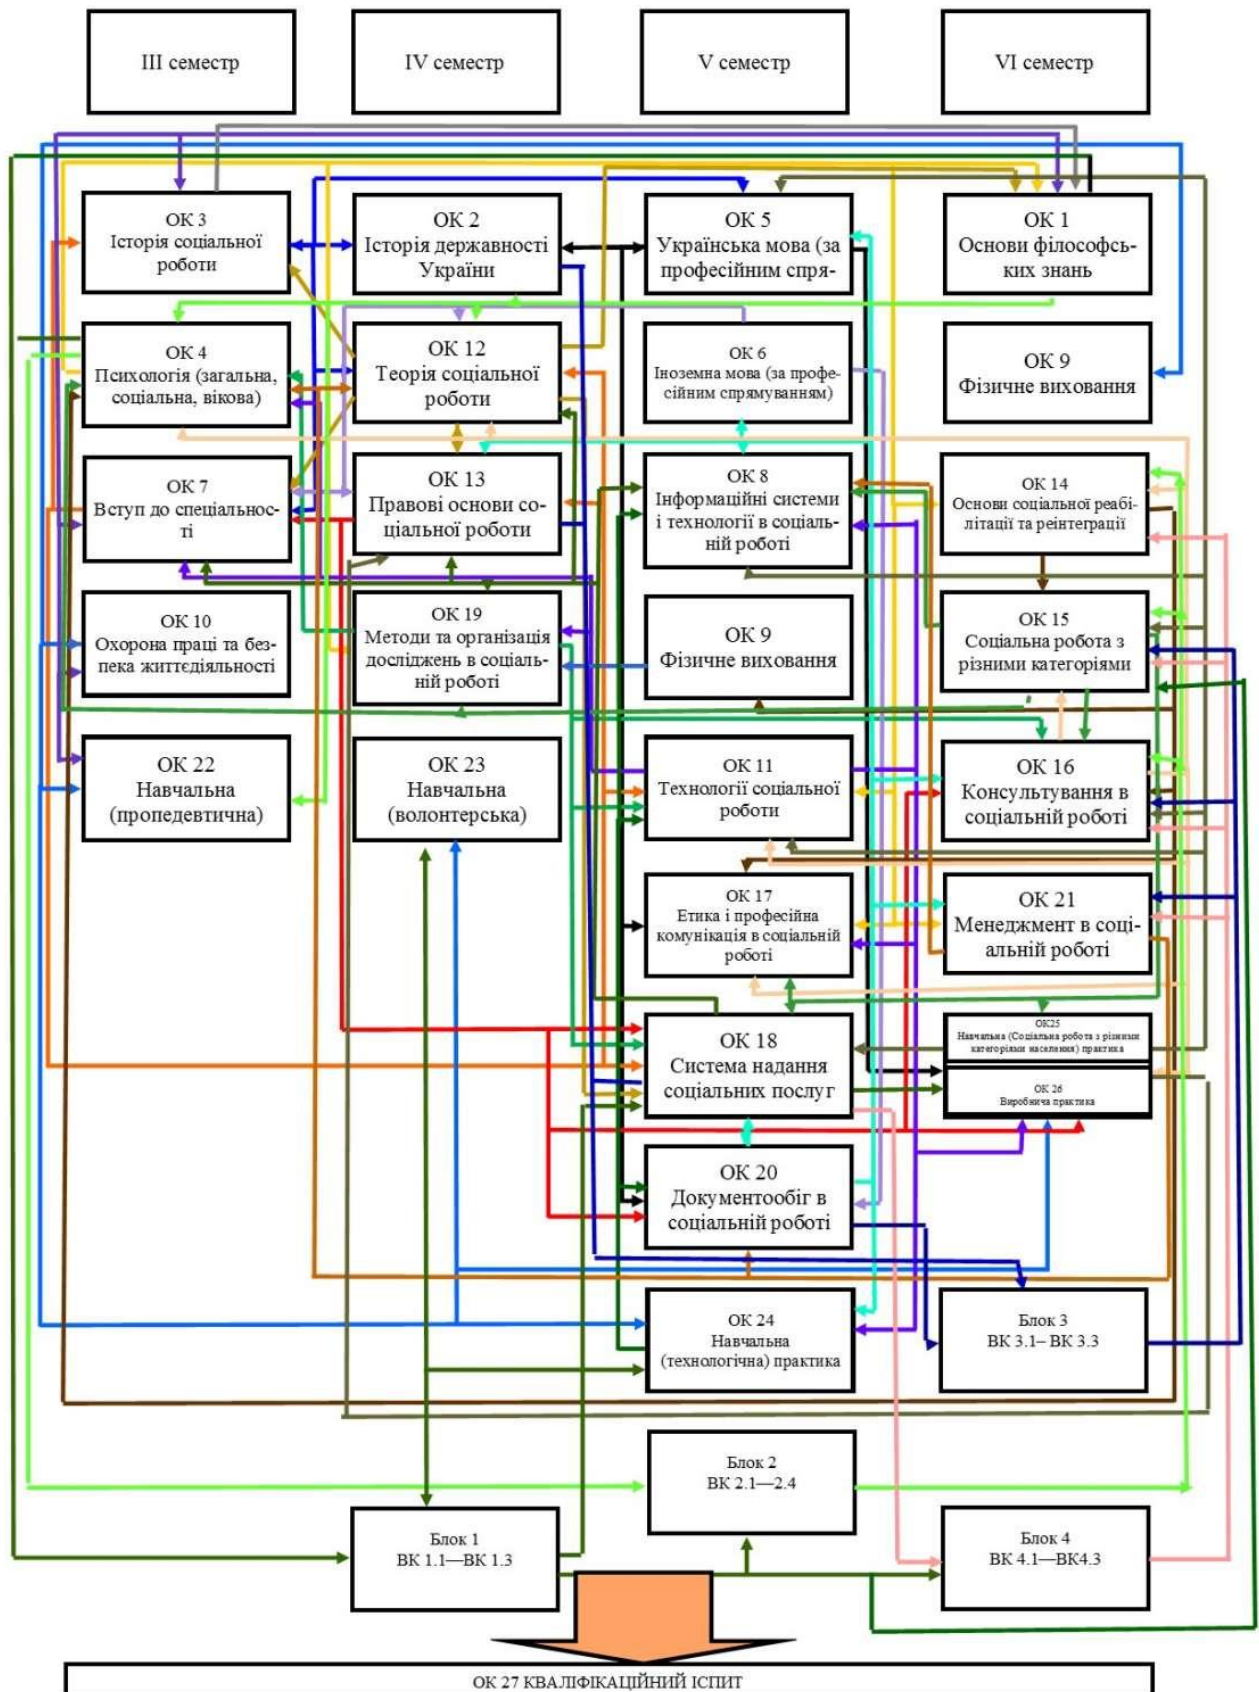 III семестр
IV семестр
V семестр
VI семестр
ОК 3
Історія соціальної
роботи
ОК 2
Історія державності
України
ОК 5
Українська мова (за
професійним спря-
ОК 1
Основи філософсь-
ких знань
ОК 4
Психологія (загальна,
соціальна, вікова)
ОК 12
Теорія соціальної
роботи
ОК 6
Іноземна мова (за профе-
сійним спрямуванням)
ОК 9
Фізичне виховання
ОК 7
Вступ до спеціальнос-
ті
ОК 13
Правові основи со-
ціальної роботи
ОК 8
Інформаційні системи
і технології в соціаль-
ній роботі
ОК 14
Основи соціальної реабі-
літації та реінтеграції
ОК 10
Охорона праці та без-
пека життєдіяльності
ОК 19
Методи та організація
досліджень в соціаль-
ній роботі
ОК 9
Фізичне виховання
ОК 15
Соціальна робота з
різними категоріями
ОК 22
Навчальна
(пропедевтична)
ОК 23
Навчальна
(волонтерська)
ОК 11
Технології соціальної
роботи
ОК 16
Консультування в
соціальній роботі
ОК 17
Етика і професійна
комунікація в соціальній
роботі
ОК 21
Менеджмент в соці-
альній роботі
ОК 18
Система надання
соціальних послуг
ОК25
Навчальна (Соціальна робота з різними
категоріями населення) практика
ОК 26
Виробнича практика
ОК 20
Документообіг в
соціальній роботі
ОК 24
Навчальна
(технологічна) практика
Блок 3
ВК 3.1– ВК 3.3
Блок 2
ВК 2.1—2.4
Блок 1
ВК 1.1—ВК 1.3
Блок 4
ВК 4.1—ВК4.3
ОК 27 КВАЛІФІКАЦІЙНИЙ ІСПИТ